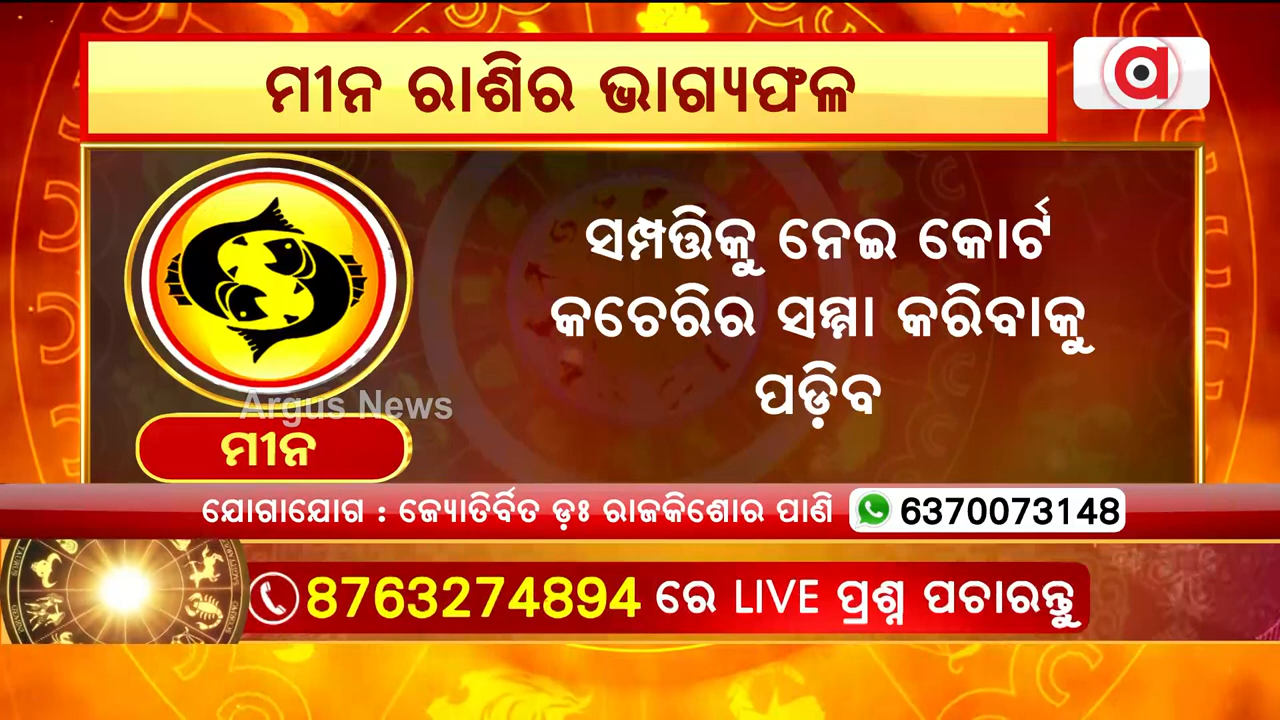 ମୀନ ରାଶିର ଭାଗ୍ୟଫଳ
a
ସମ୍ପତ୍ତିକୁ ନେଇ କୋର୍ଟ
କଚେରିର ସମ୍ନା କରିବାକୁ
ପଡ଼ିବ
Argus News
ମୀନ
ଯୋଗାଯୋଗ : ଜ୍ୟୋତିର୍ବିତ ଡ଼ଃ ରାଜକିଶୋର ପାଣି 6370073148
8763274894 ରେ LIVE ପ୍ରଶ୍ନ ପଚାରନ୍ତୁ